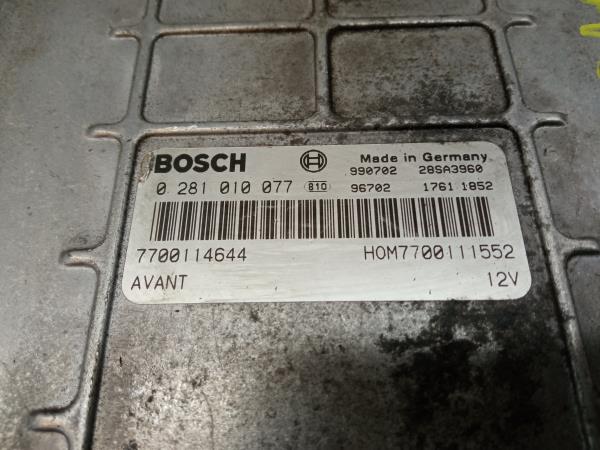 BOSCH Made in Germany
990702 28SA3960
0 281 010 077 810 96702 1761 1852
7700114644 HOM7700111552
AVANT 12V